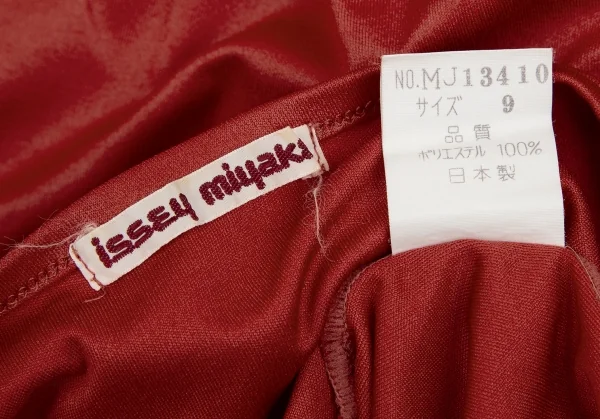 issey miyake
NO.MJ13410
サイズ 9
品質
ポリエステル 100%
日本製